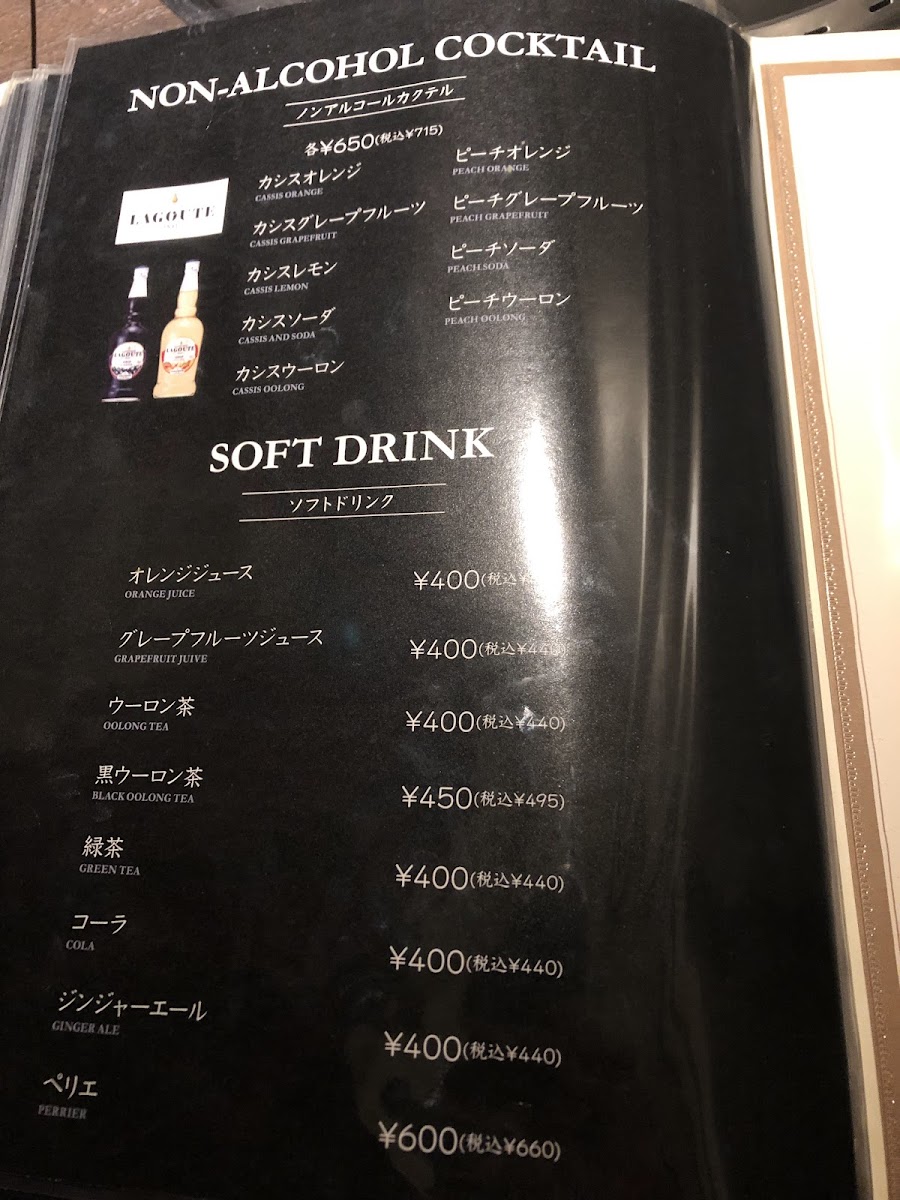 NON-ALCOHOL COCKTAIL
ノンアルコールカクテル
各¥650(税込¥715)
LAGOUTE
カシスオレンジ
CASSIS ORANGE
カシスグレープフルーツ
CASSIS GRAPEFRUIT
カシスレモン
CASSIS LEMON
カシスソーダ
CASSIS AND SODA
カシスウーロン
CASSIS OOLONG
ピーチオレンジ
PEACH ORANGE
ピーチグレープフルーツ
PEACH GRAPEFRUIT
ピーチソーダ
PEACH SODA
ピーチウーロン
PEACH OOLONG
LAGOUTE
LAGOUTE
SOFT DRINK
ソフトドリンク
オレンジジュース ¥400(税込¥
ORANGE JUICE
グレープフルーツジュース ¥400(税込¥440)
GRAPEFRUIT JUIVE
ウーロン茶 ¥400(税込¥440)
OOLONG TEA
黒ウーロン茶 ¥450(税込¥495)
BLACK OOLONG TEA
緑茶 ¥400(税込¥440)
GREEN TEA
コーラ ¥400(税込¥440)
COLA
ジンジャーエール ¥400(税込¥440)
GINGER ALE
ペリエ ¥600(税込¥660)
PERRIER